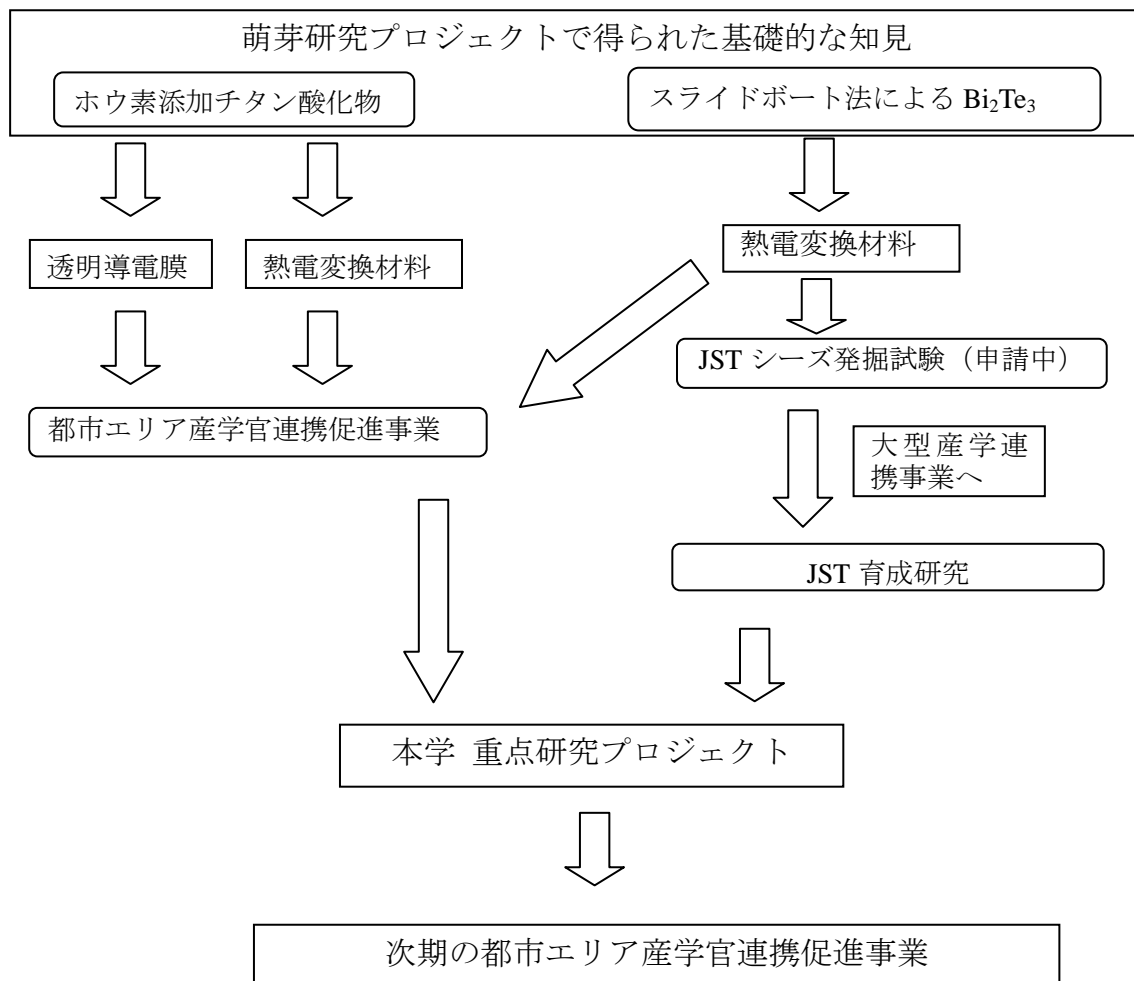 萌芽研究プロジェクトで得られた基礎的な知見
ホウ素添加チタン酸化物
スライドボート法による Bi₂Te₃
透明導電膜
熱電変換材料
熱電変換材料
JST シーズ発掘試験（申請中）
都市エリア産学官連携促進事業
大型産学連
携事業へ
JST 育成研究
本学 重点研究プロジェクト
次期の都市エリア産学官連携促進事業